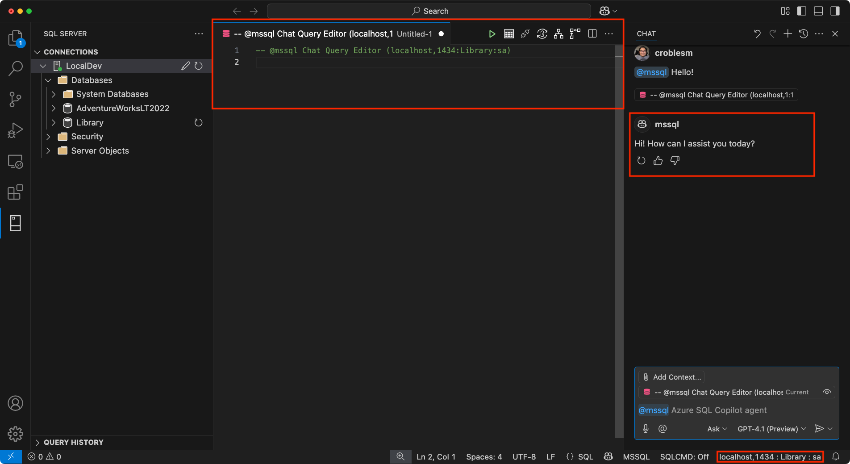 Search
SQL SERVER
CONNECTIONS
LocalDev
Databases
System Databases
AdventureWorksLT2022
Library
Security
Server Objects
QUERY HISTORY
1
-- @mssql Chat Query Editor (localhost,1 Untitled-1
1 -- @mssql Chat Query Editor (localhost,1434:Library:sa)
2
CHAT
croblesm
@mssql Hello!
-- @mssql Chat Query Editor (localhost,1:1
mssql
Hi! How can I assist you today?
Add Context...
-- @mssql Chat Query Editor (localhos Current
@mssql Azure SQL Copilot agent
Ask GPT-4.1 (Preview)
0 0 Ln 2, Col 1 Spaces: 4 UTF-8 LF {} SQL MSSQL SQLCMD: Off localhost,1434 : Library : sa